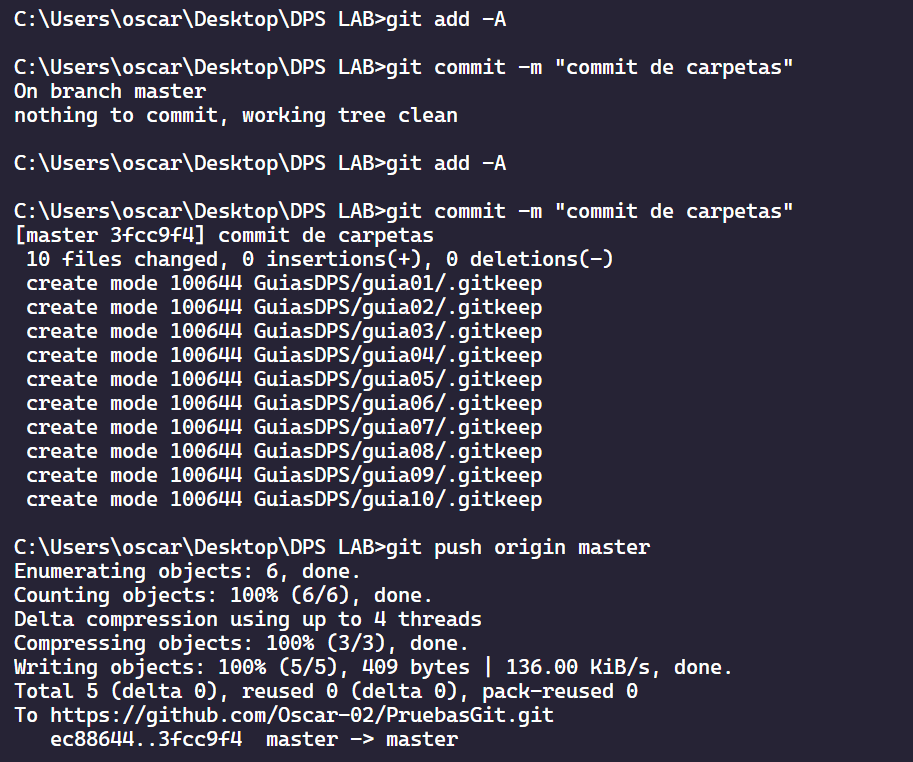 C:\Users\oscar\Desktop\DPS LAB>git add -A
C:\Users\oscar\Desktop\DPS LAB>git commit -m "commit de carpetas"
On branch master
nothing to commit, working tree clean
C:\Users\oscar\Desktop\DPS LAB>git add -A
C:\Users\oscar\Desktop\DPS LAB>git commit -m "commit de carpetas"
[master 3fcc9f4] commit de carpetas
 10 files changed, 0 insertions(+), 0 deletions(-)
 create mode 100644 GuiasDPS/guia01/.gitkeep
 create mode 100644 GuiasDPS/guia02/.gitkeep
 create mode 100644 GuiasDPS/guia03/.gitkeep
 create mode 100644 GuiasDPS/guia04/.gitkeep
 create mode 100644 GuiasDPS/guia05/.gitkeep
 create mode 100644 GuiasDPS/guia06/.gitkeep
 create mode 100644 GuiasDPS/guia07/.gitkeep
 create mode 100644 GuiasDPS/guia08/.gitkeep
 create mode 100644 GuiasDPS/guia09/.gitkeep
 create mode 100644 GuiasDPS/guia10/.gitkeep
C:\Users\oscar\Desktop\DPS LAB>git push origin master
Enumerating objects: 6, done.
Counting objects: 100% (6/6), done.
Delta compression using up to 4 threads
Compressing objects: 100% (3/3), done.
Writing objects: 100% (5/5), 409 bytes | 136.00 KiB/s, done.
Total 5 (delta 0), reused 0 (delta 0), pack-reused 0
To https://github.com/Oscar-02/PruebasGit.git
   ec88644..3fcc9f4  master -> master